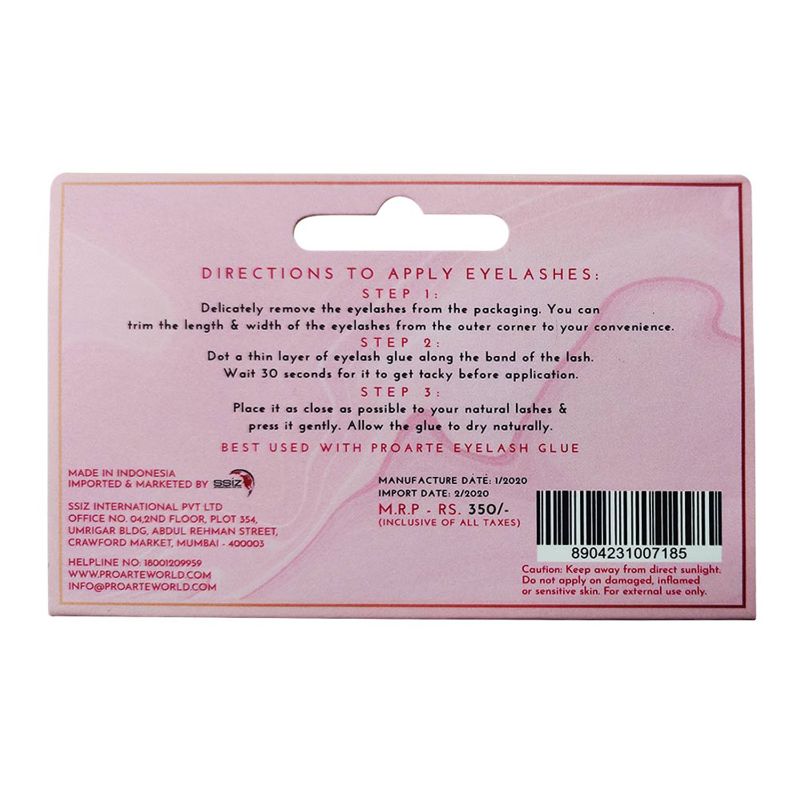 DIRECTIONS TO APPLY EYELASHES:
STEP 1:
Delicately remove the eyelashes from the packaging. You can
trim the length & width of the eyelashes from the outer corner to your convenience.
STEP 2:
Dot a thin layer of eyelash glue along the band of the lash.
Wait 30 seconds for it to get tacky before application.
STEP 3:
Place it as close as possible to your natural lashes &
press it gently. Allow the glue to dry naturally.
BEST USED WITH PROARTE EYELASH GLUE
MADE IN INDONESIA
IMPORTED & MARKETED BY SSIZ
SSIZ INTERNATIONAL PVT LTD
OFFICE NO. 04,2ND FLOOR, PLOT 354,
UMRIGAR BLDG, ABDUL REHMAN STREET,
CRAWFORD MARKET, MUMBAI - 400003
HELPLINE NO: 18001209959
WWW.PROARTEWORLD.COM
INFO@PROARTEWORLD.COM
MANUFACTURE DATE: 1/2020
IMPORT DATE: 2/2020
M.R.P - RS. 350/-
(INCLUSIVE OF ALL TAXES)
8904231007185
Caution: Keep away from direct sunlight.
Do not apply on damaged, inflamed
or sensitive skin. For external use only.